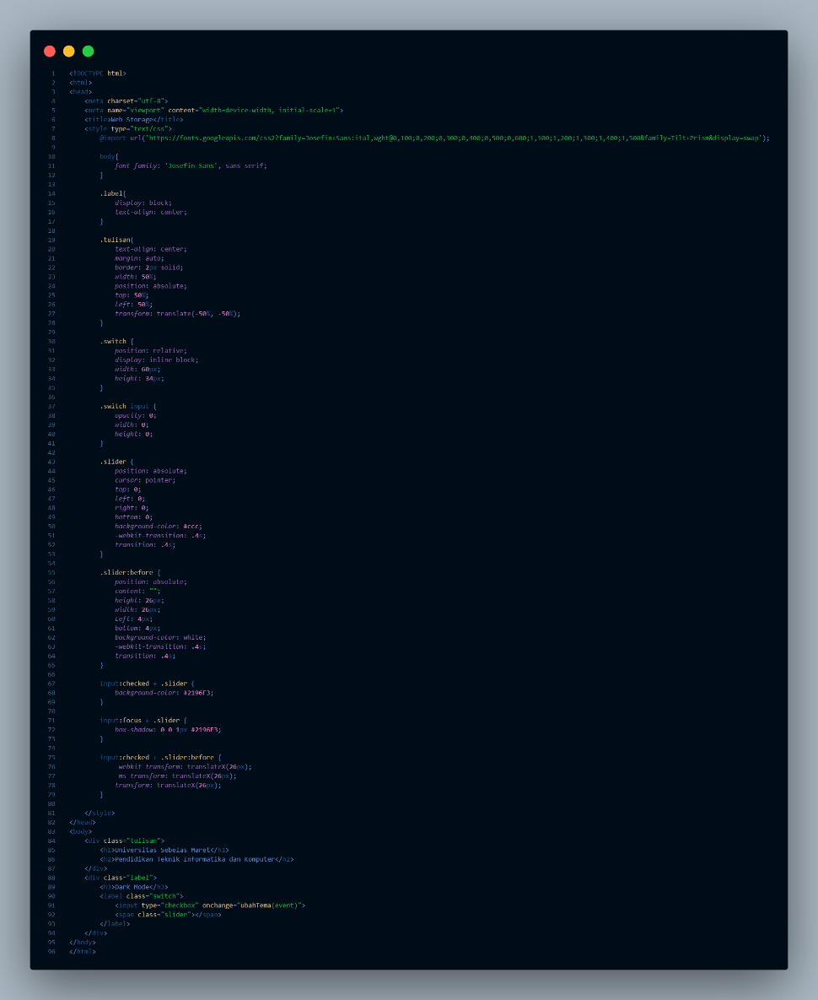 1 <!DOCTYPE html>
2 <html>
3 <head>
4 <meta charset="utf-8">
5 <meta name="viewport" content="width=device-width, initial-scale=1">
6 <title>Web Storage</title>
7 <style type="text/css">
8 @import url('https://fonts.googleapis.com/css2?family=Josefin+Sans:ital,wght@0,100;0,200;0,300;0,400;0,500;0,600;1,100;1,200;1,300;1,400;1,500&family=Tilt+Prism&display=swap');
9
10 body{
11 font-family: 'Josefin Sans', sans-serif;
12 }
13
14 .label{
15 display: block;
16 text-align: center;
17 }
18
19 .tulisan{
20 text-align: center;
21 margin: auto;
22 border: 2px solid;
23 width: 50%;
24 position: absolute;
25 top: 50%;
26 left: 50%;
27 transform: translate(-50%, -50%);
28 }
29
30 .switch {
31 position: relative;
32 display: inline-block;
33 width: 60px;
34 height: 34px;
35 }
36
37 .switch input {
38 opacity: 0;
39 width: 0;
40 height: 0;
41 }
42
43 .slider {
44 position: absolute;
45 cursor: pointer;
46 top: 0;
47 left: 0;
48 right: 0;
49 bottom: 0;
50 background-color: #ccc;
51 -webkit-transition: .4s;
52 transition: .4s;
53 }
54
55 .slider:before {
56 position: absolute;
57 content: "";
58 height: 26px;
59 width: 26px;
60 left: 4px;
61 bottom: 4px;
62 background-color: white;
63 -webkit-transition: .4s;
64 transition: .4s;
65 }
66
67 input:checked + .slider {
68 background-color: #2196F3;
69 }
70
71 input:focus + .slider {
72 box-shadow: 0 0 1px #2196F3;
73 }
74
75 input:checked + .slider:before {
76 -webkit-transform: translateX(26px);
77 -ms-transform: translateX(26px);
78 transform: translateX(26px);
79 }
80
81 </style>
82 </head>
83 <body>
84 <div class="tulisan">
85 <h1>Universitas Sebelas Maret</h1>
86 <h2>Pendidikan Teknik Informatika dan Komputer</h2>
87 </div>
88 <div class="label">
89 <h3>Dark Mode</h3>
90 <label class="switch">
91 <input type="checkbox" onchange="ubahTema(event)">
92 <span class="slider"></span>
93 </label>
94 </div>
95 </body>
96 </html>